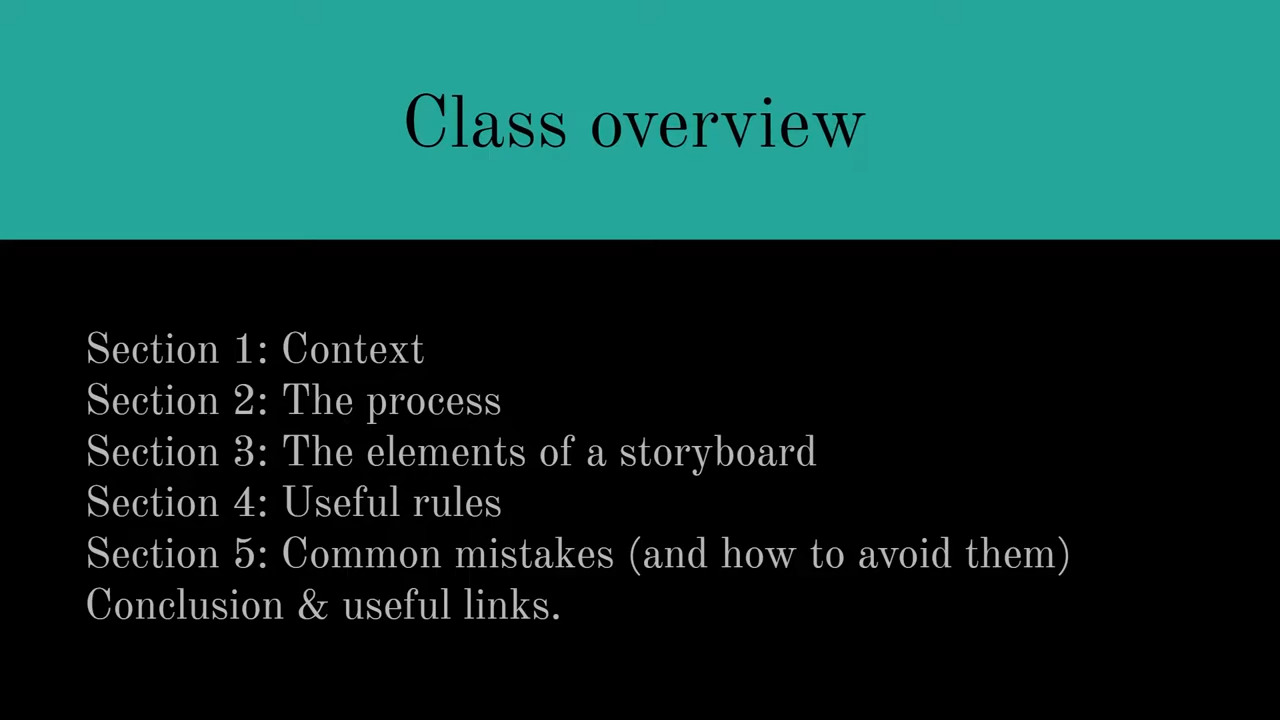 Class overview
Section 1: Context
Section 2: The process
Section 3: The elements of a storyboard
Section 4: Useful rules
Section 5: Common mistakes (and how to avoid them)
Conclusion & useful links.